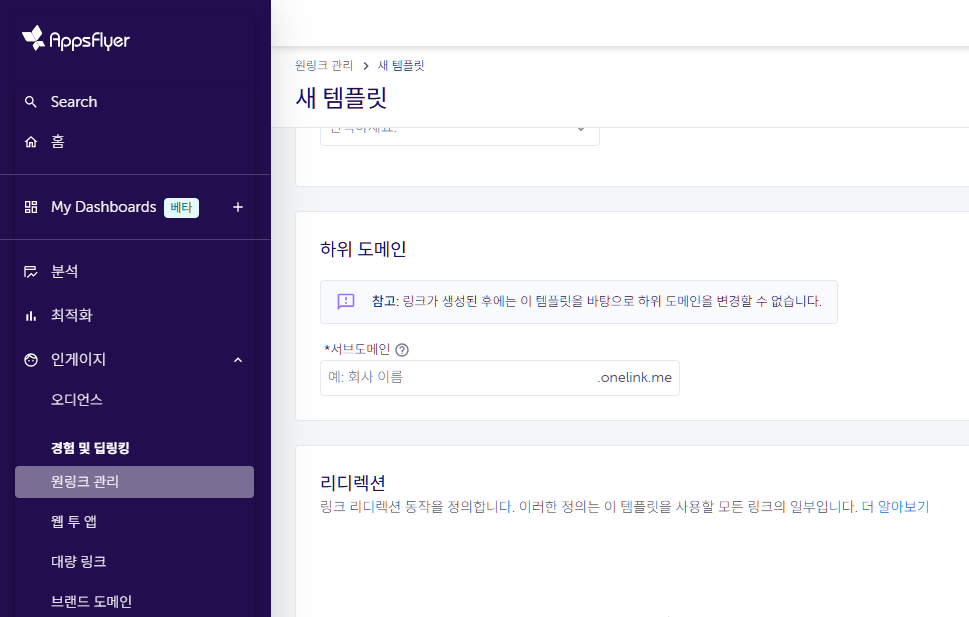 AppsFlyer
Search
홈
My Dashboards 베타 +
분석
최적화
인게이지
오디언스
경험 및 딥링킹
원링크 관리
웹 투 앱
대량 링크
브랜드 도메인
원링크 관리 > 새 템플릿
새 템플릿
하위 도메인
참고: 링크가 생성된 후에는 이 템플릿을 바탕으로 하위 도메인을 변경할 수 없습니다.
*서브도메인
예: 회사 이름 .onelink.me
리디렉션
링크 리디렉션 동작을 정의합니다. 이러한 정의는 이 템플릿을 사용할 모든 링크의 일부입니다. 더 알아보기